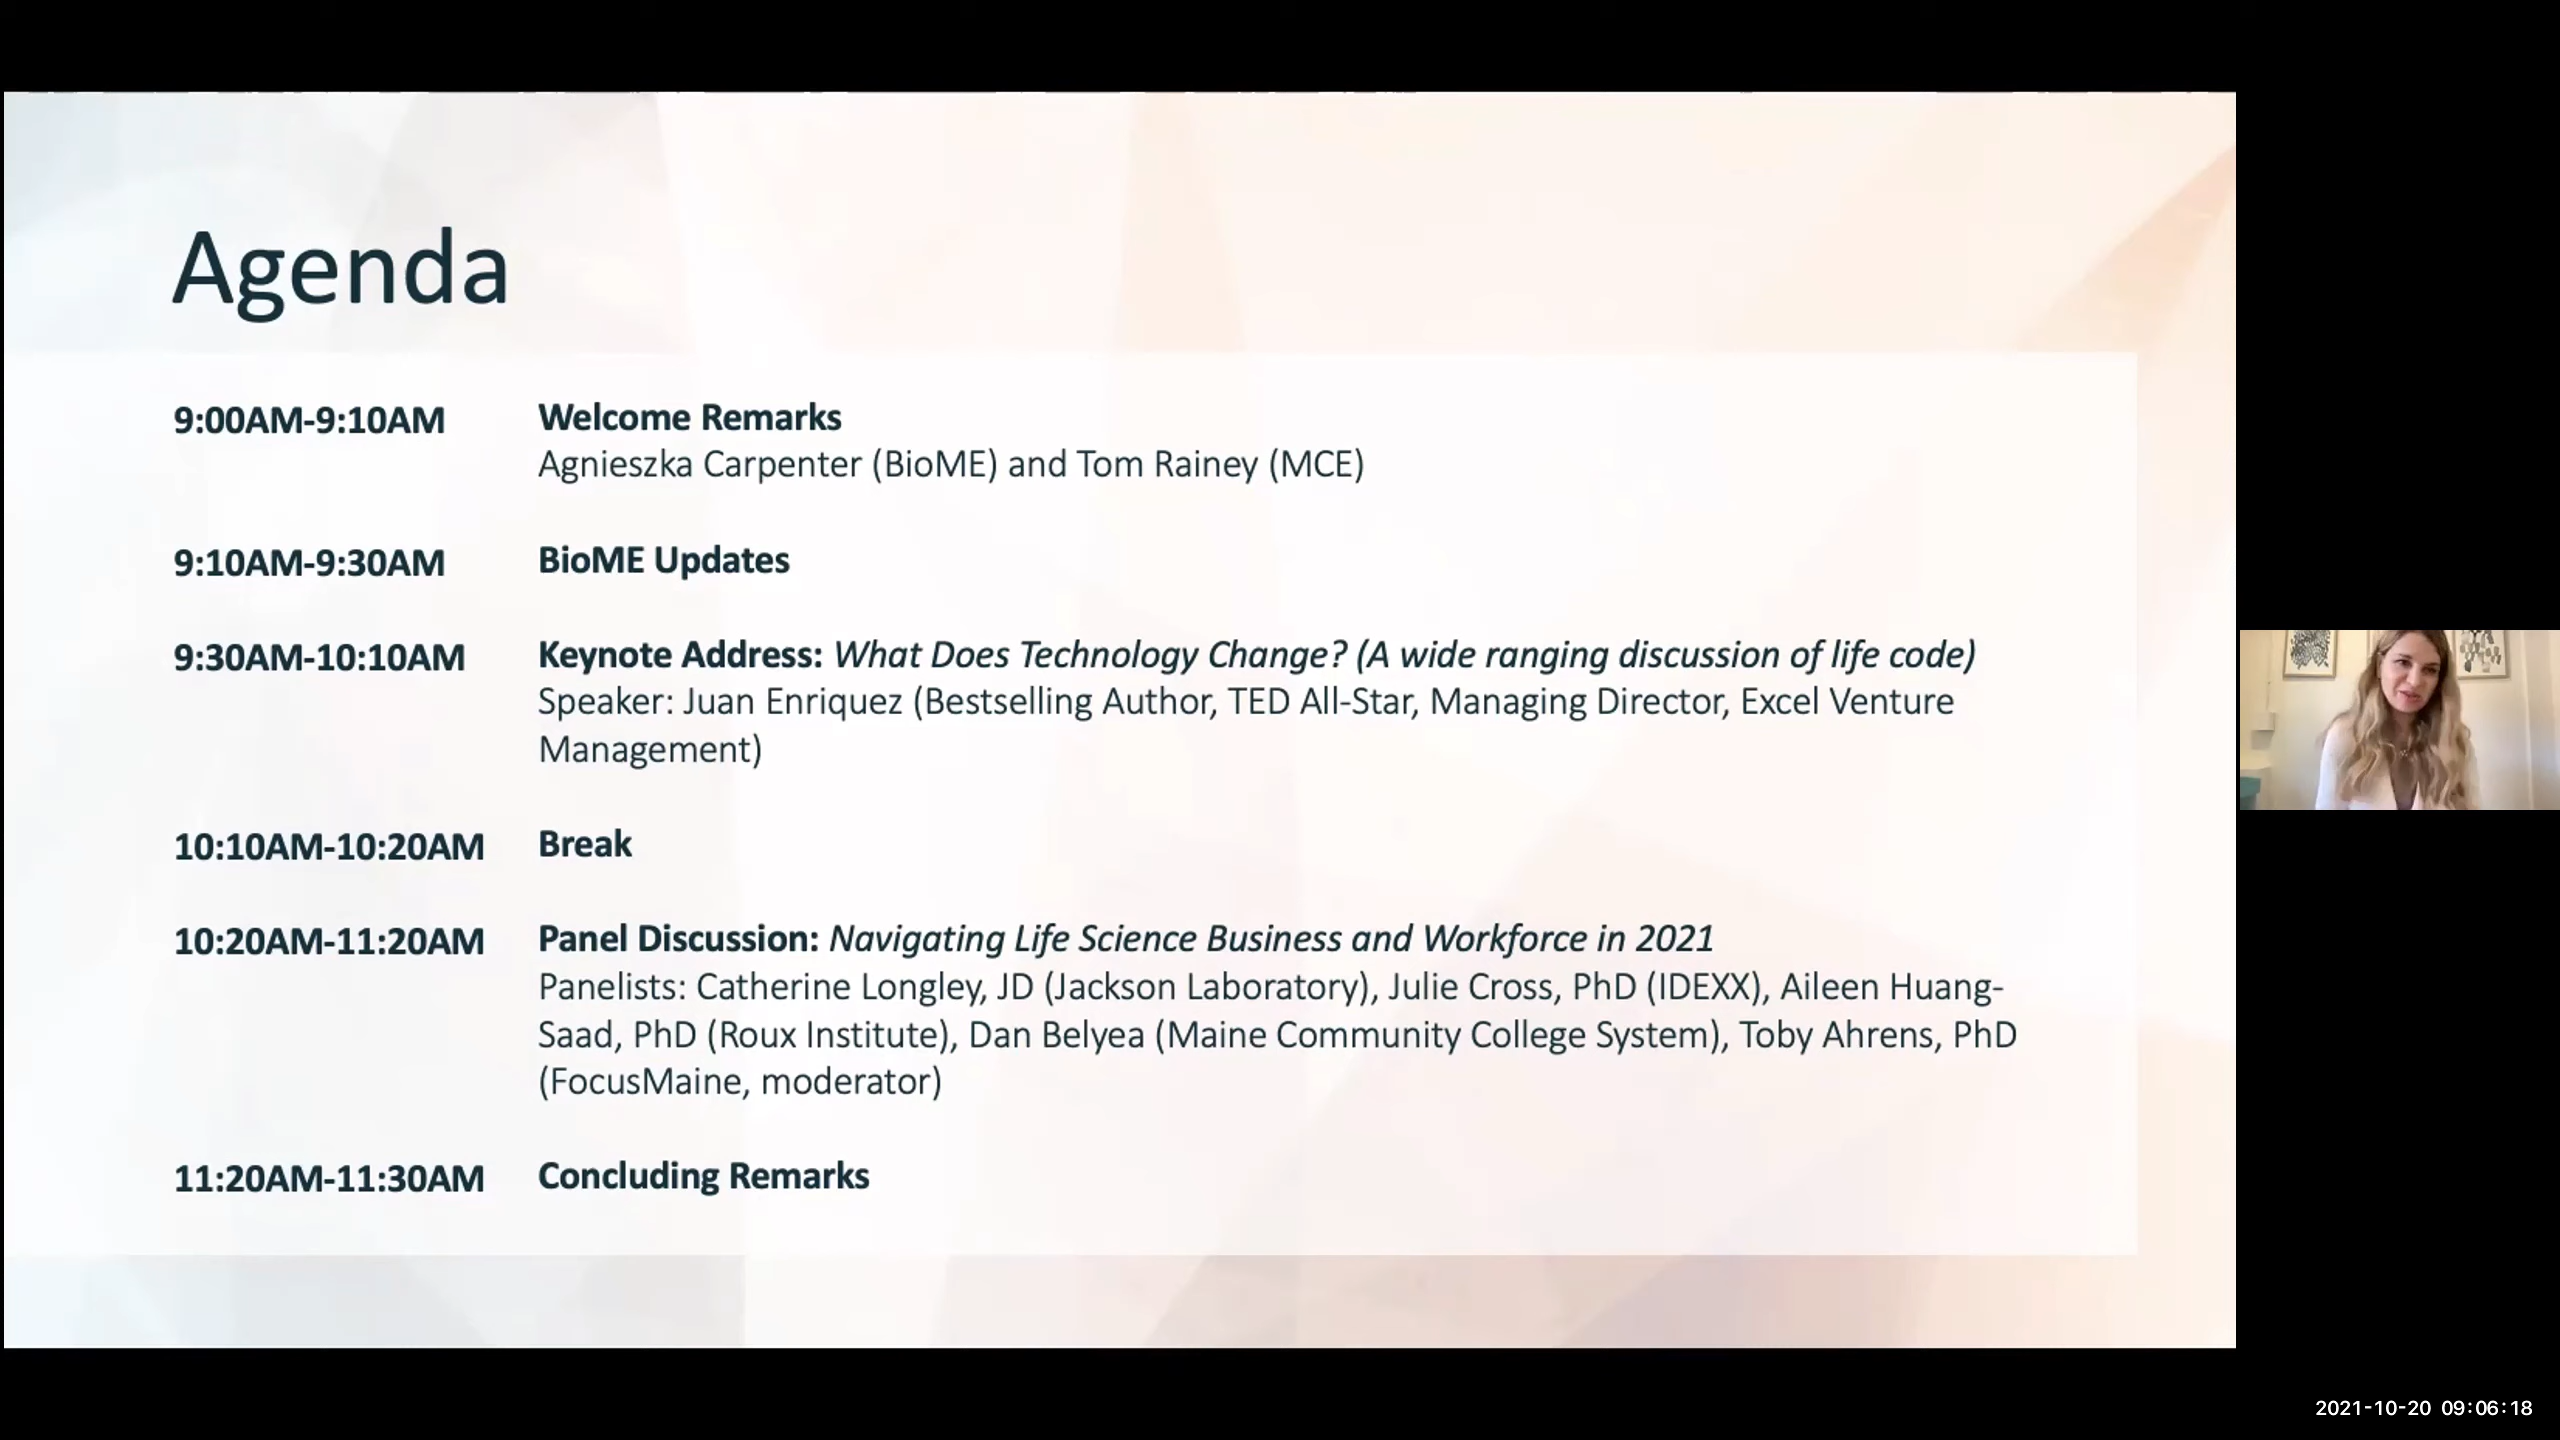 Agenda
9:00AM-9:10AM Welcome Remarks
Agnieszka Carpenter (BioME) and Tom Rainey (MCE)
9:10AM-9:30AM BioME Updates
9:30AM-10:10AM Keynote Address: What Does Technology Change? (A wide ranging discussion of life code)
Speaker: Juan Enriquez (Bestselling Author, TED All-Star, Managing Director, Excel Venture
Management)
10:10AM-10:20AM Break
10:20AM-11:20AM Panel Discussion: Navigating Life Science Business and Workforce in 2021
Panelists: Catherine Longley, JD (Jackson Laboratory), Julie Cross, PhD (IDEXX), Aileen Huang-
Saad, PhD (Roux Institute), Dan Belyea (Maine Community College System), Toby Ahrens, PhD
(FocusMaine, moderator)
11:20AM-11:30AM Concluding Remarks
2021-10-20 09:06:18